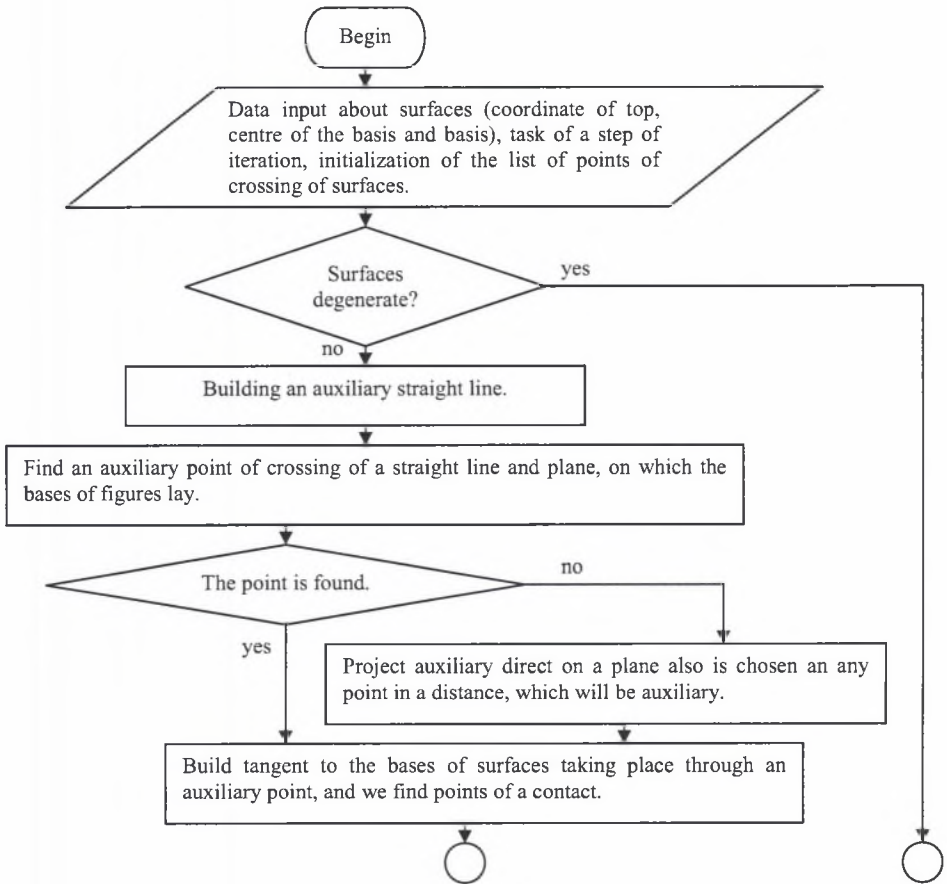 Begin
Data input about surfaces (coordinate of top,
centre of the basis and basis), task of a step of
iteration, initialization of the list of points of
crossing of surfaces.
Surfaces
degenerate?
yes
no
Building an auxiliary straight line.
Find an auxiliary point of crossing of a straight line and plane, on which the
bases of figures lay.
The point is found.
no
yes
Project auxiliary direct on a plane also is chosen an any
point in a distance, which will be auxiliary.
Build tangent to the bases of surfaces taking place through an
auxiliary point, and we find points of a contact.